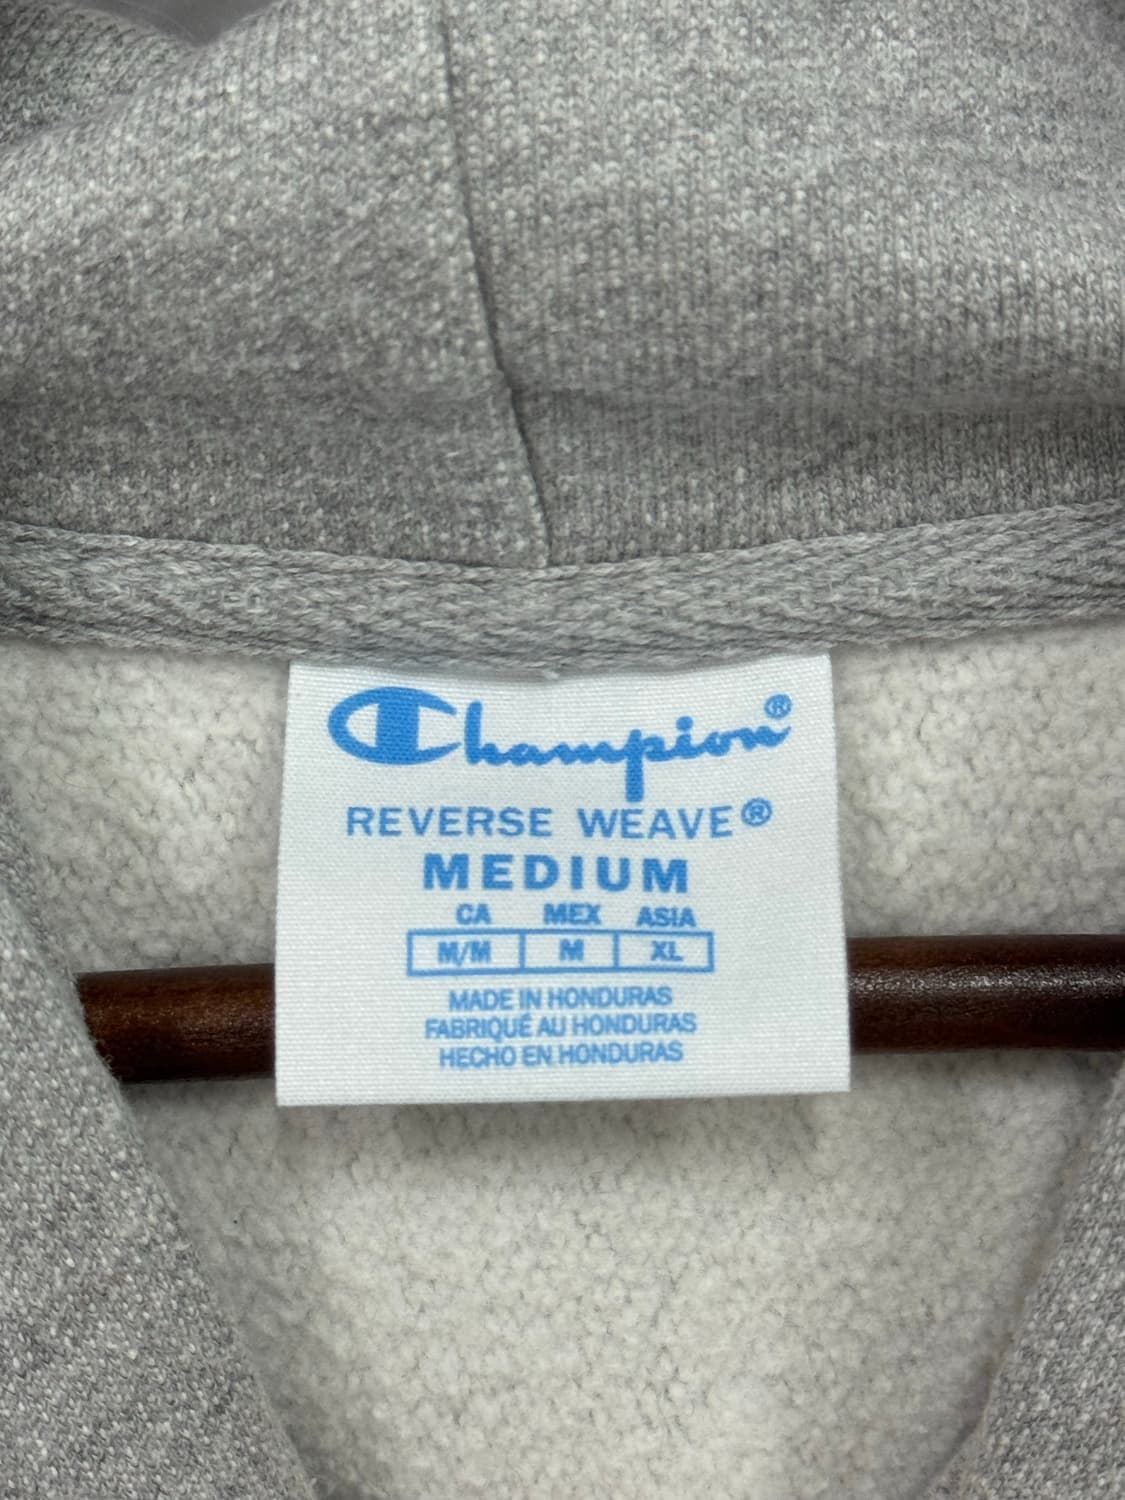 Champion®
REVERSE WEAVE®
MEDIUM
CA MEX ASIA
M/M M XL
MADE IN HONDURAS
FABRIQUÉ AU HONDURAS
HECHO EN HONDURAS